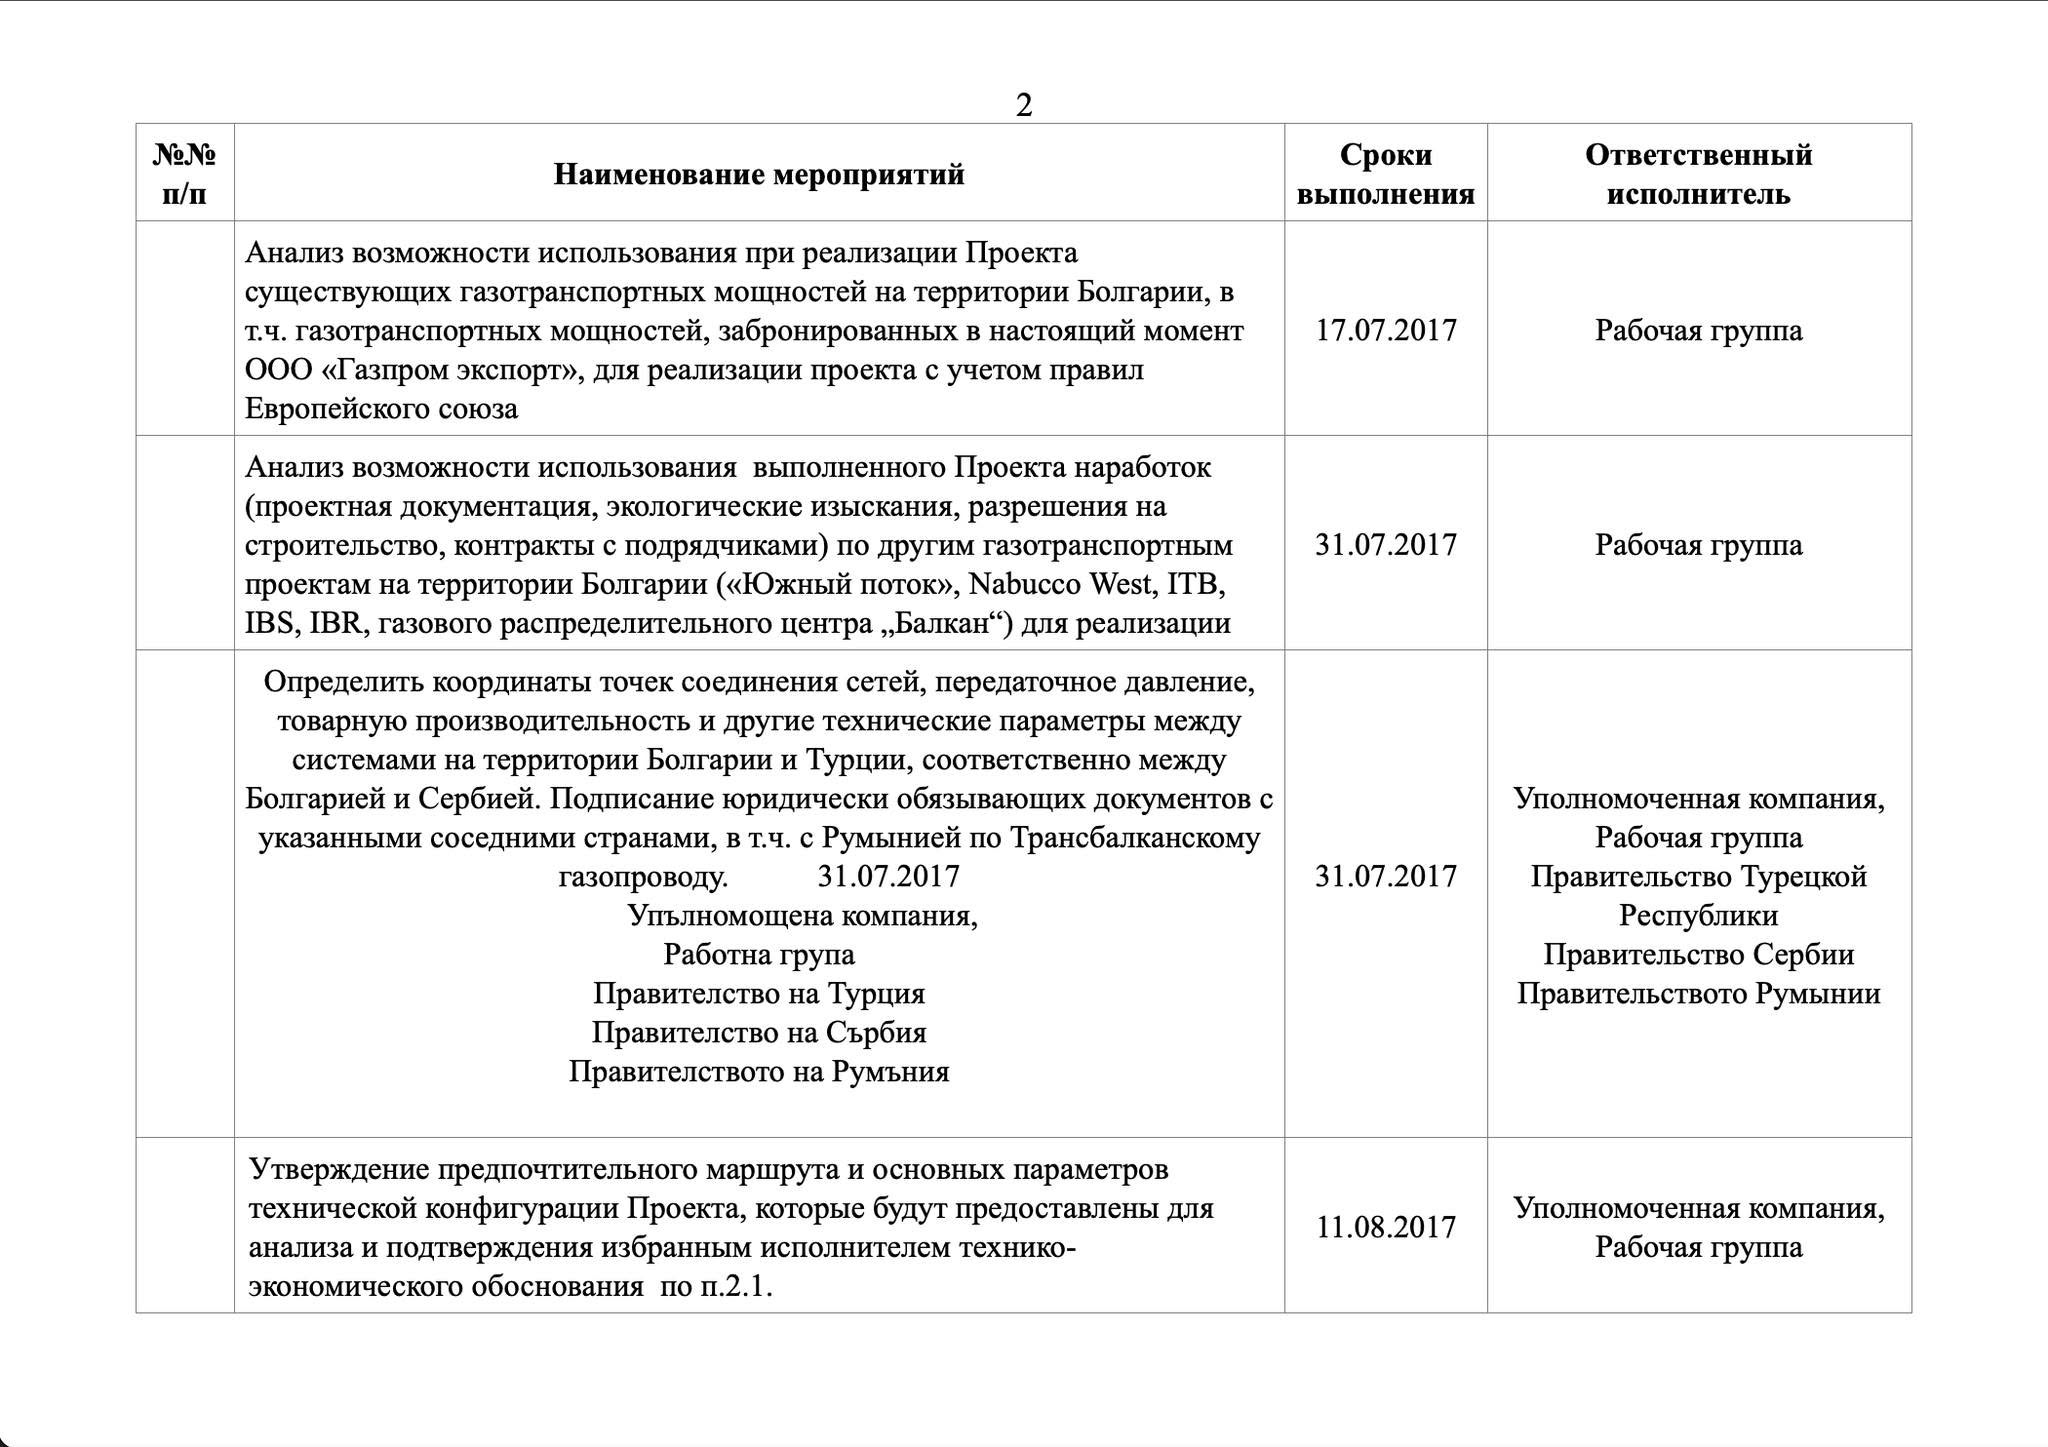 2
№№
п/п
Наименование мероприятий
Сроки
выполнения
Ответственный
исполнитель
Анализ возможности использования при реализации Проекта
существующих газотранспортных мощностей на территории Болгарии, в
т.ч. газотранспортных мощностей, забронированных в настоящий момент
ООО «Газпром экспорт», для реализации проекта с учетом правил
Европейского союза
17.07.2017
Рабочая группа
Анализ возможности использования  выполненного Проекта наработок
(проектная документация, экологические изыскания, разрешения на
строительство, контракты с подрядчиками) по другим газотранспортным
проектам на территории Болгарии («Южный поток», Nabucco West, ITB,
IBS, IBR, газового распределительного центра „Балкан“) для реализации
31.07.2017
Рабочая группа
Определить координаты точек соединения сетей, передаточное давление,
товарную производительность и другие технические параметры между
системами на территории Болгарии и Турции, соответственно между
Болгарией и Сербией. Подписание юридически обязывающих документов с
указанными соседними странами, в т.ч. с Румынией по Трансбалканскому
газопроводу. 31.07.2017
Упълномощена компания,
Работна група
Правителство на Турция
Правителство на Сърбия
Правителството на Румъния
31.07.2017
Уполномоченная компания,
Рабочая группа
Правительство Турецкой
Республики
Правительство Сербии
Правительството Румынии
Утверждение предпочтительного маршрута и основных параметров
технической конфигурации Проекта, которые будут предоставлены для
анализа и подтверждения избранным исполнителем технико-
экономического обоснования  по п.2.1.
11.08.2017
Уполномоченная компания,
Рабочая группа